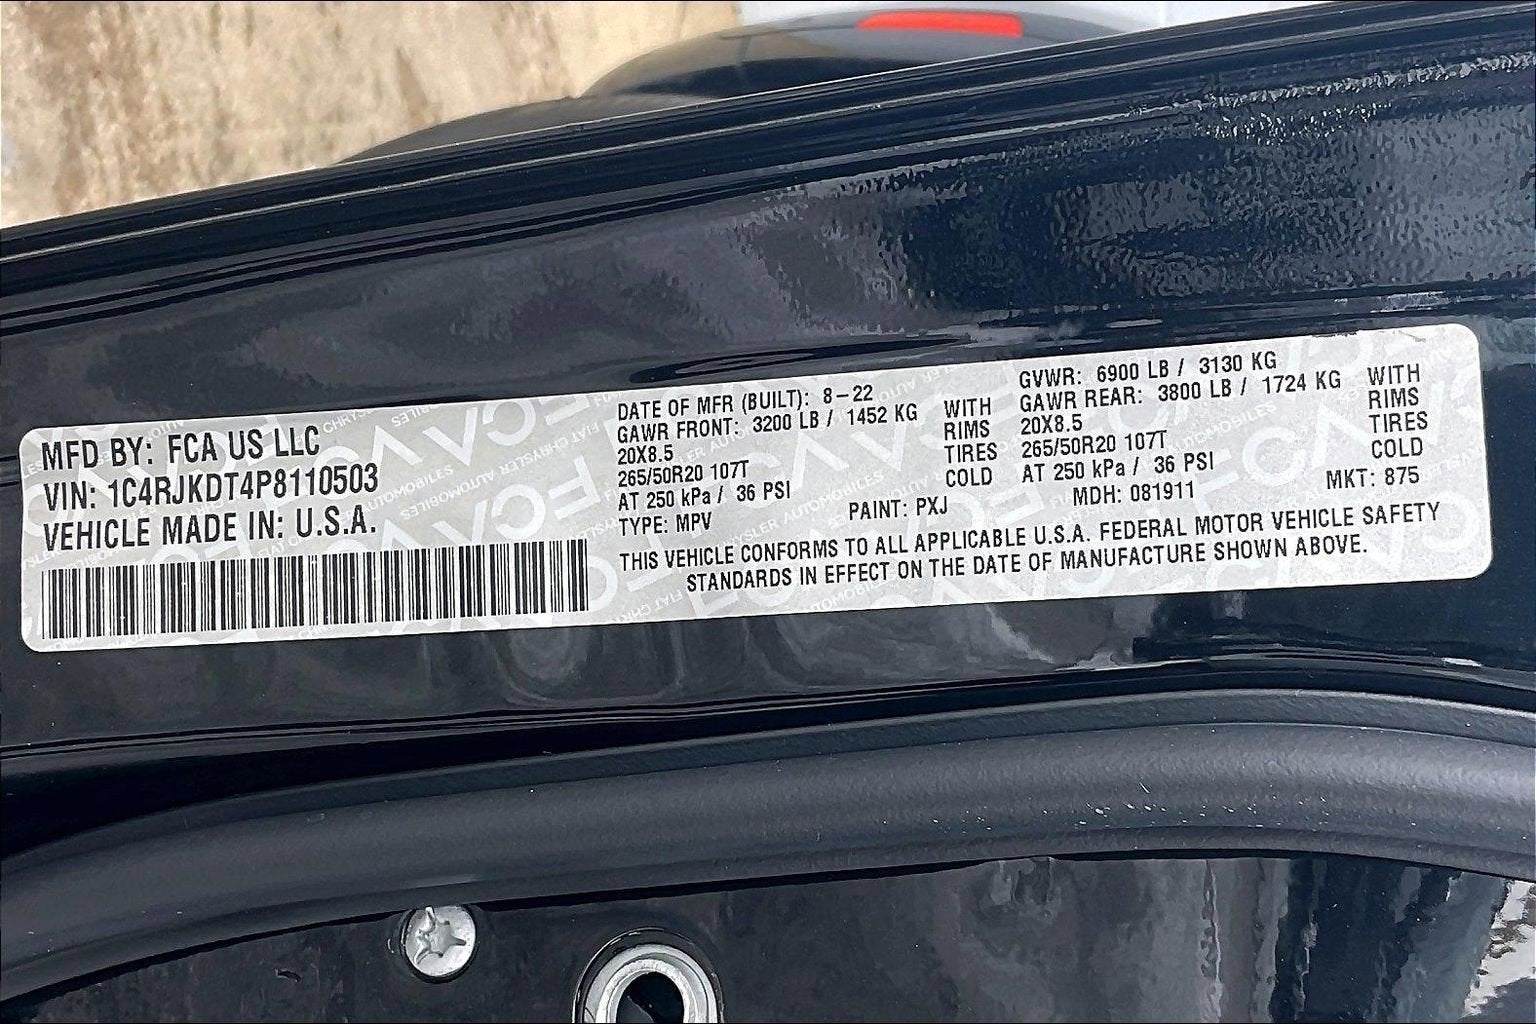 MFD BY: FCA US LLC
VIN: 1C4RJKDT4P8110503
VEHICLE MADE IN: U.S.A.
DATE OF MFR (BUILT): 8-22
GAWR FRONT: 3200 LB / 1452 KG WITH
20X8.5 RIMS
265/50R20 107T TIRES
AT 250 kPa / 36 PSI COLD
TYPE: MPV PAINT: PXJ
GVWR: 6900 LB / 3130 KG
GAWR REAR: 3800 LB / 1724 KG WITH
20X8.5 RIMS
265/50R20 107T TIRES
AT 250 kPa / 36 PSI COLD
MDH: 081911 MKT: 875
THIS VEHICLE CONFORMS TO ALL APPLICABLE U.S.A. FEDERAL MOTOR VEHICLE SAFETY
STANDARDS IN EFFECT ON THE DATE OF MANUFACTURE SHOWN ABOVE.